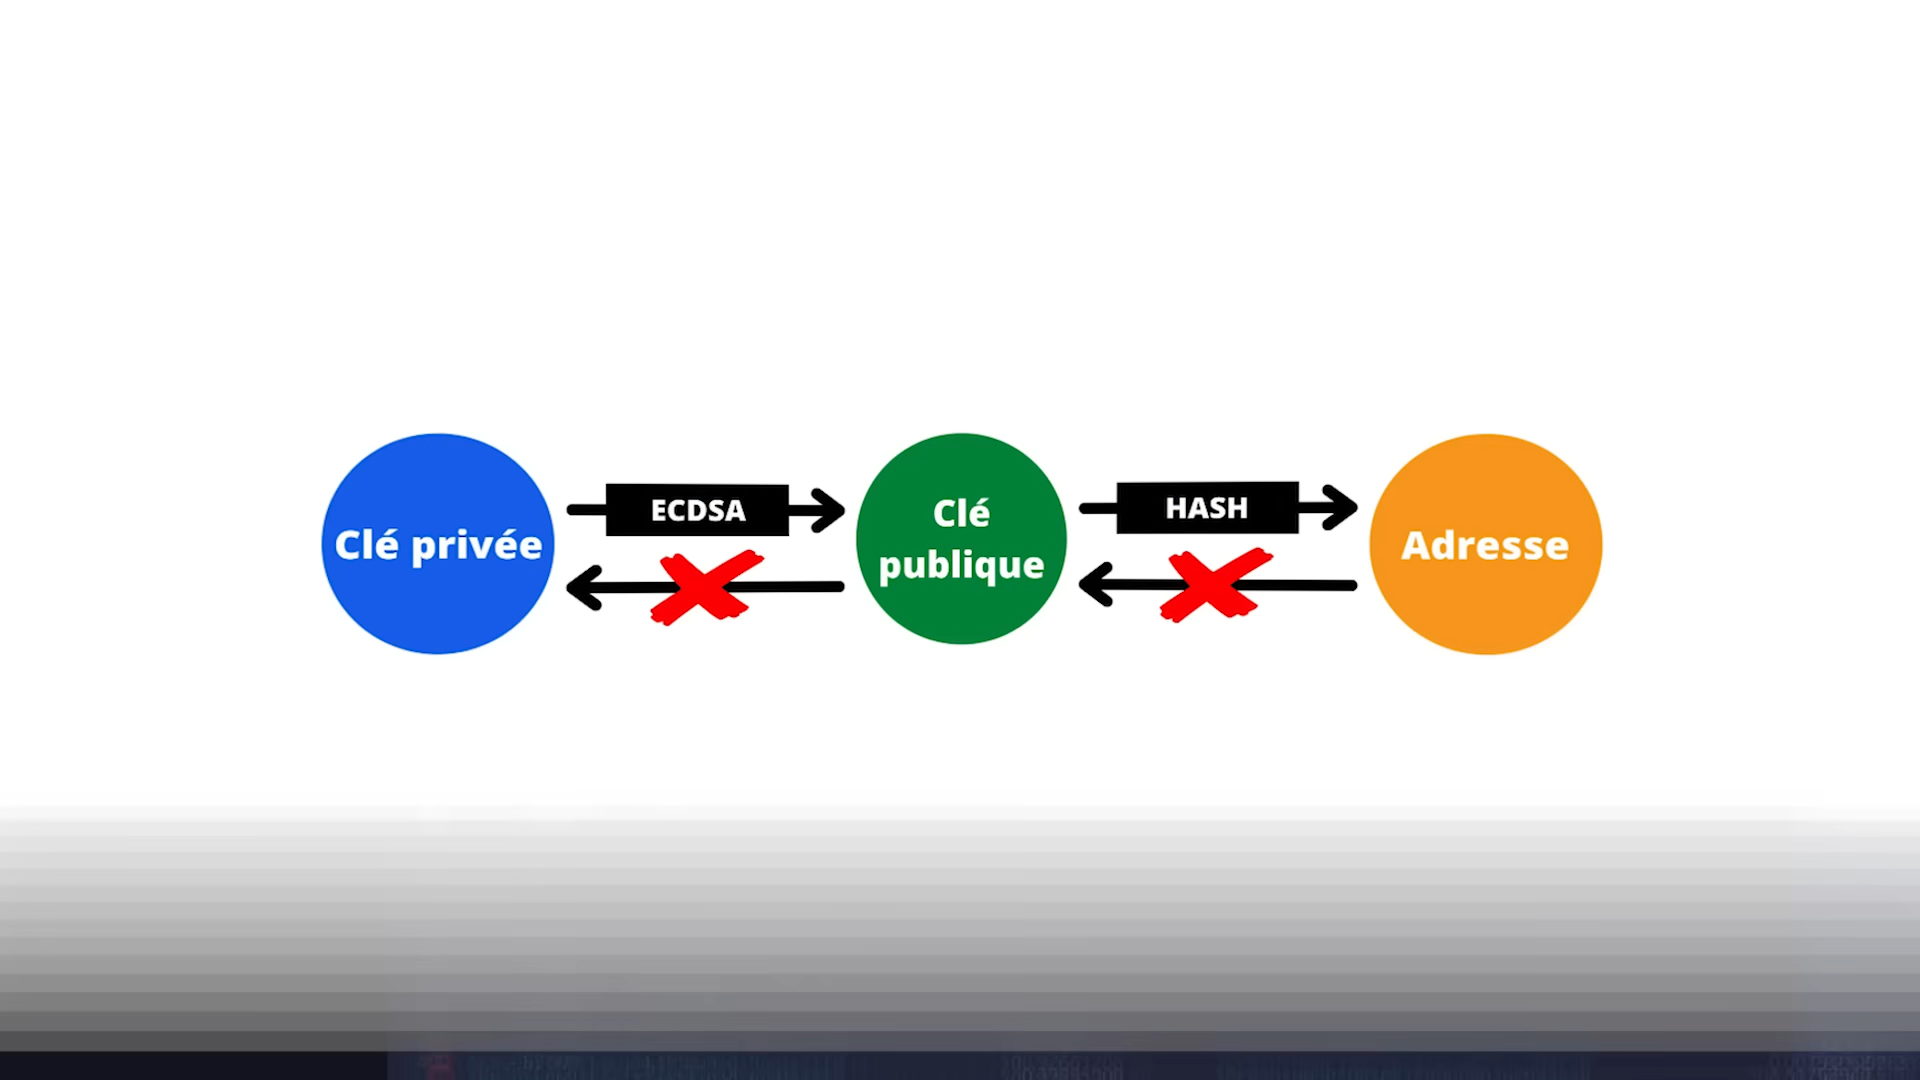 Clé privée
ECDSA
Clé
publique
HASH
Adresse